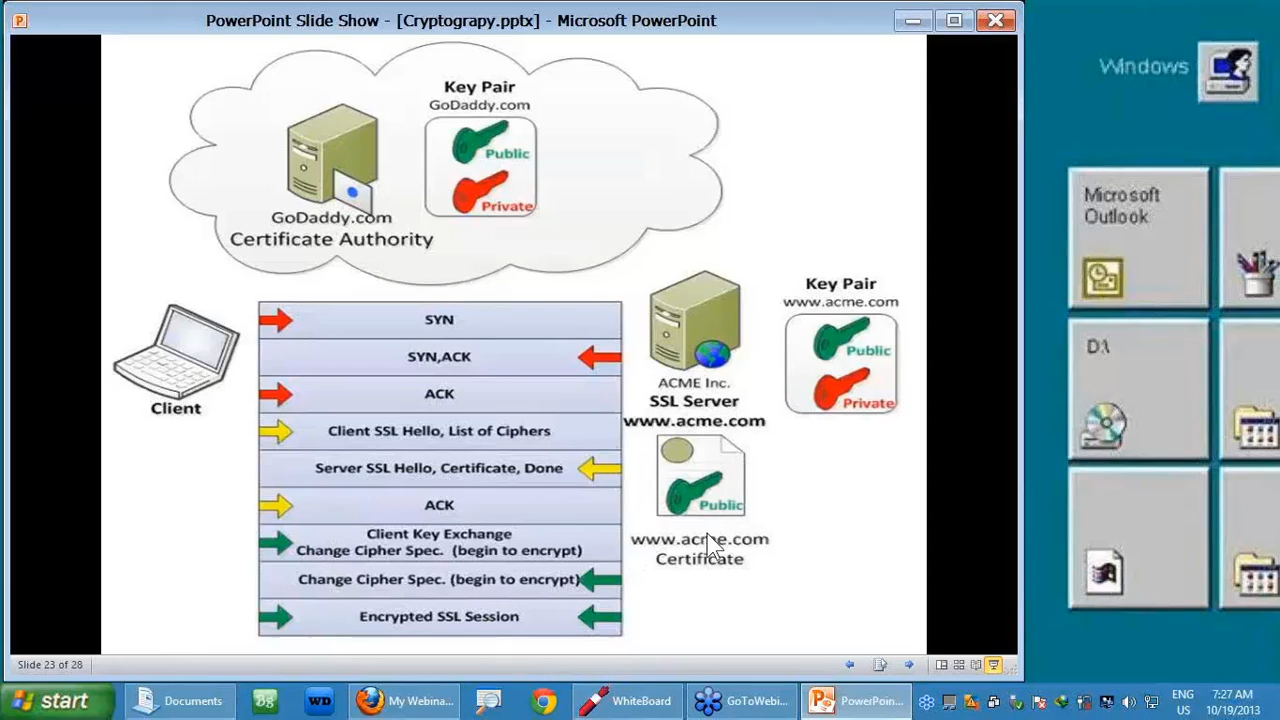 PowerPoint Slide Show - [Cryptograpy.pptx] - Microsoft PowerPoint
Key Pair
GoDaddy.com
Public
Private
GoDaddy.com
Certificate Authority
Client
SYN
SYN,ACK
ACK
Client SSL Hello, List of Ciphers
Server SSL Hello, Certificate, Done
ACK
Client Key Exchange
Change Cipher Spec. (begin to encrypt)
Change Cipher Spec. (begin to encrypt)
Encrypted SSL Session
ACME Inc.
SSL Server
www.acme.com
Key Pair
www.acme.com
Public
Private
Public
www.acme.com
Certificate
Windows
Microsoft
Outlook
D:\
Slide 23 of 28
start
Documents
Bg
WD
My Webina...
WhiteBoard
GoToWebi...
PowerPoin...
ENG
US
7:27 AM
10/19/2013